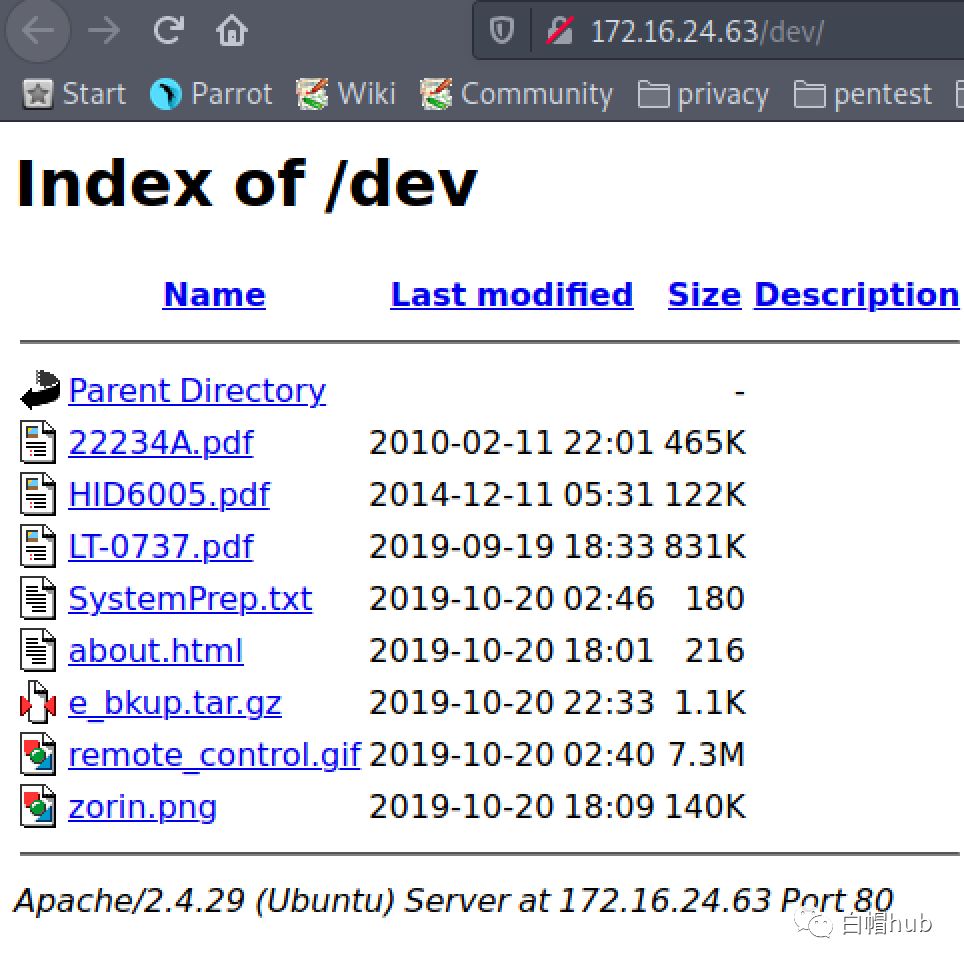 172.16.24.63/dev/
Start Parrot Wiki Community privacy pentest
Index of /dev
Name Last modified Size Description
Parent Directory -
22234A.pdf 2010-02-11 22:01 465K
HID6005.pdf 2014-12-11 05:31 122K
LT-0737.pdf 2019-09-19 18:33 831K
SystemPrep.txt 2019-10-20 02:46 180
about.html 2019-10-20 18:01 216
e_bkup.tar.gz 2019-10-20 22:33 1.1K
remote_control.gif 2019-10-20 02:40 7.3M
zorin.png 2019-10-20 18:09 140K
Apache/2.4.29 (Ubuntu) Server at 172.16.24.63 Port 80
白帽hub